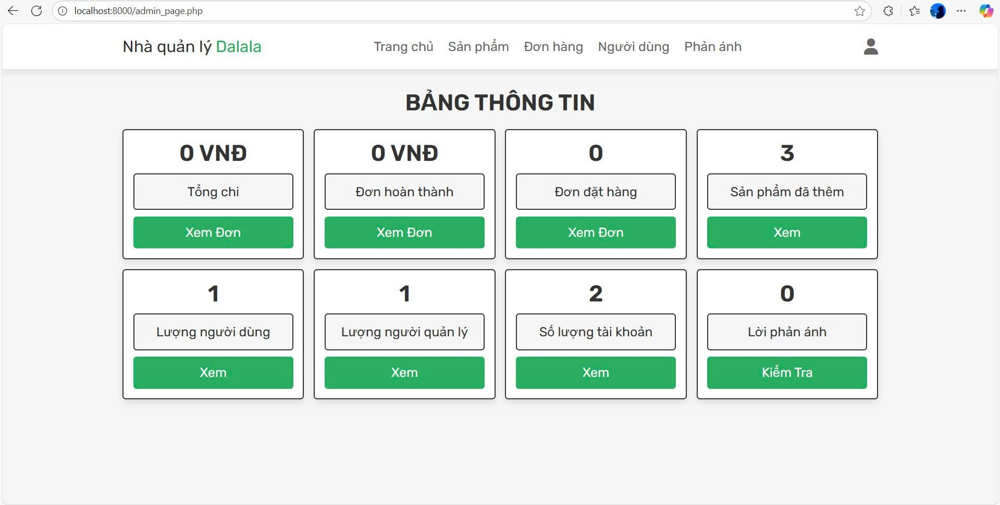 localhost:8000/admin_page.php
Nhà quản lý Dalala
Trang chủ Sản phẩm Đơn hàng Người dùng Phản ánh
BẢNG THÔNG TIN
0 VNĐ
Tổng chi
Xem Đơn
0 VNĐ
Đơn hoàn thành
Xem Đơn
0
Đơn đặt hàng
Xem Đơn
3
Sản phẩm đã thêm
Xem
1
Lượng người dùng
Xem
1
Lượng người quản lý
Xem
2
Số lượng tài khoản
Xem
0
Lời phản ánh
Kiểm Tra